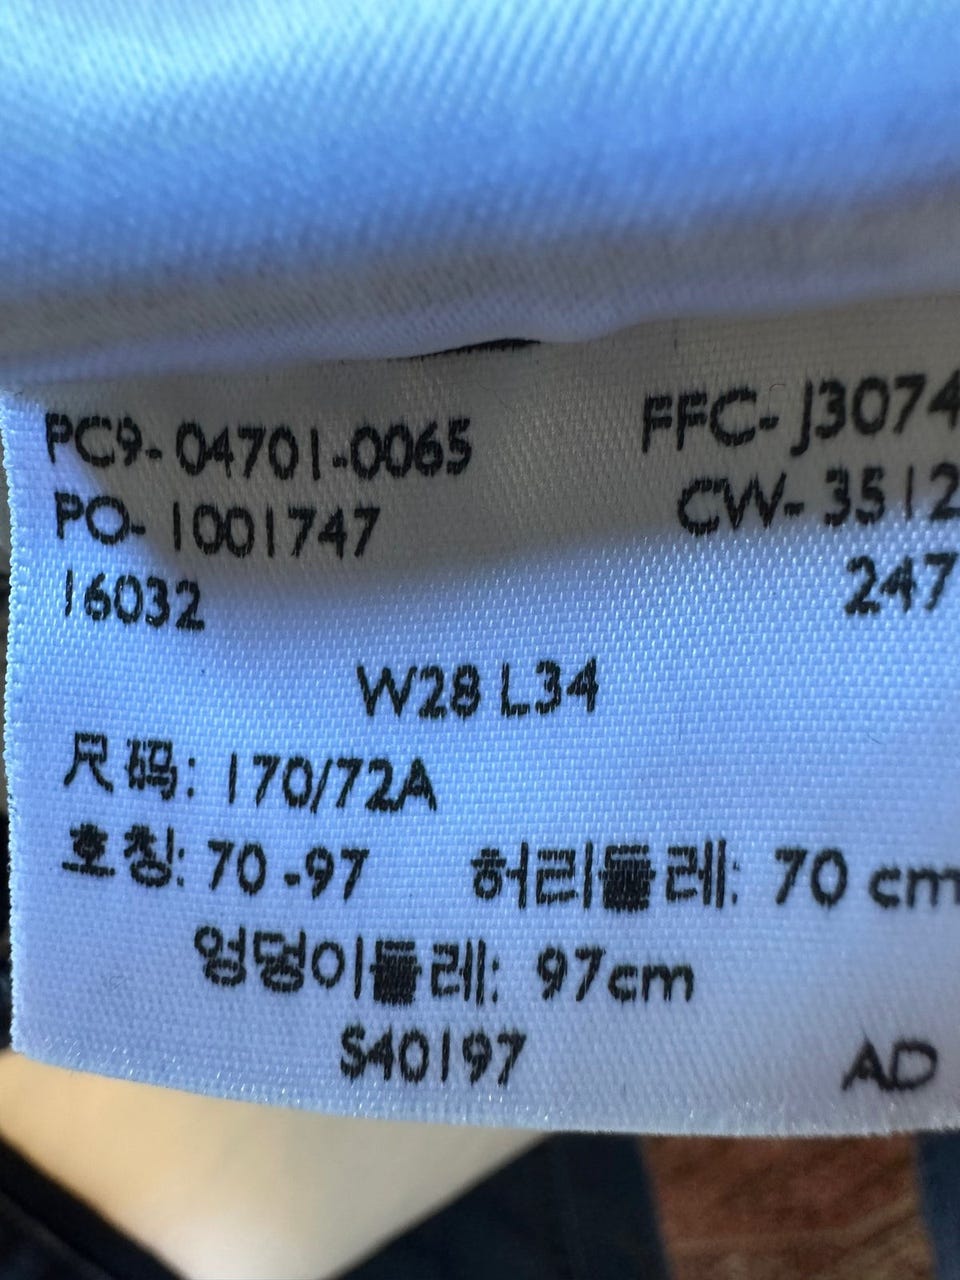 PC9- 04701-0065 FFC- J3074
PO- 1001747 CW- 3512
16032 247
W28 L34
尺码: 170/72A
호칭: 70 -97 허리둘레: 70 cm
엉덩이둘레: 97cm
S40197 AD